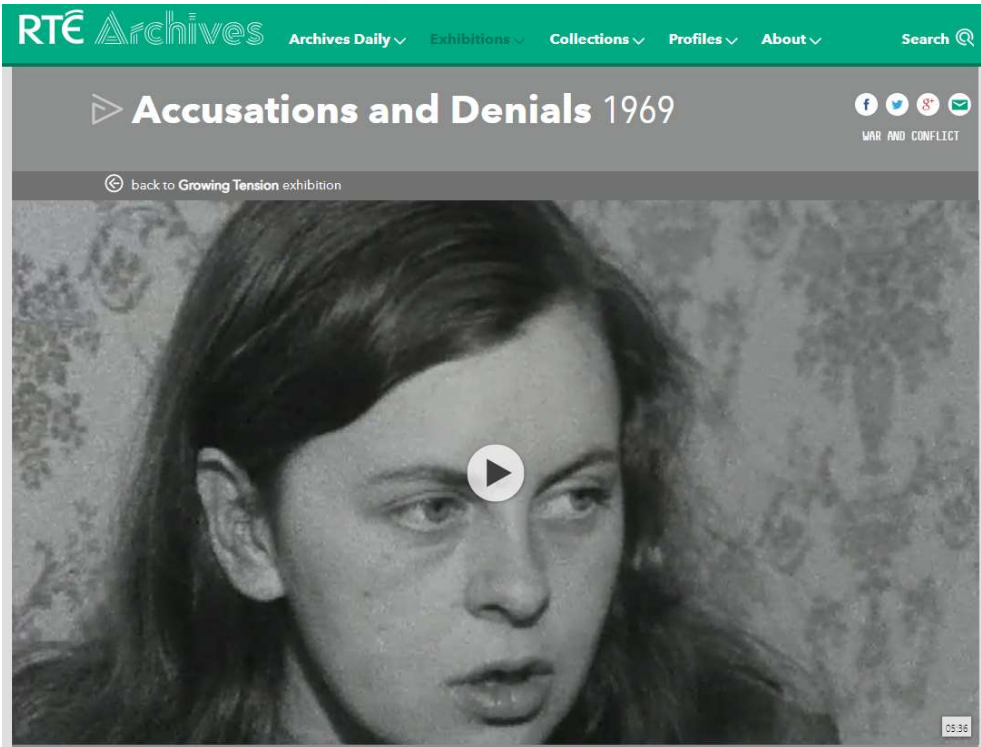 RTÉ Archives Archives Daily Exhibitions Collections Profiles About Search
Accusations and Denials 1969
WAR AND CONFLICT
back to Growing Tension exhibition
05:36